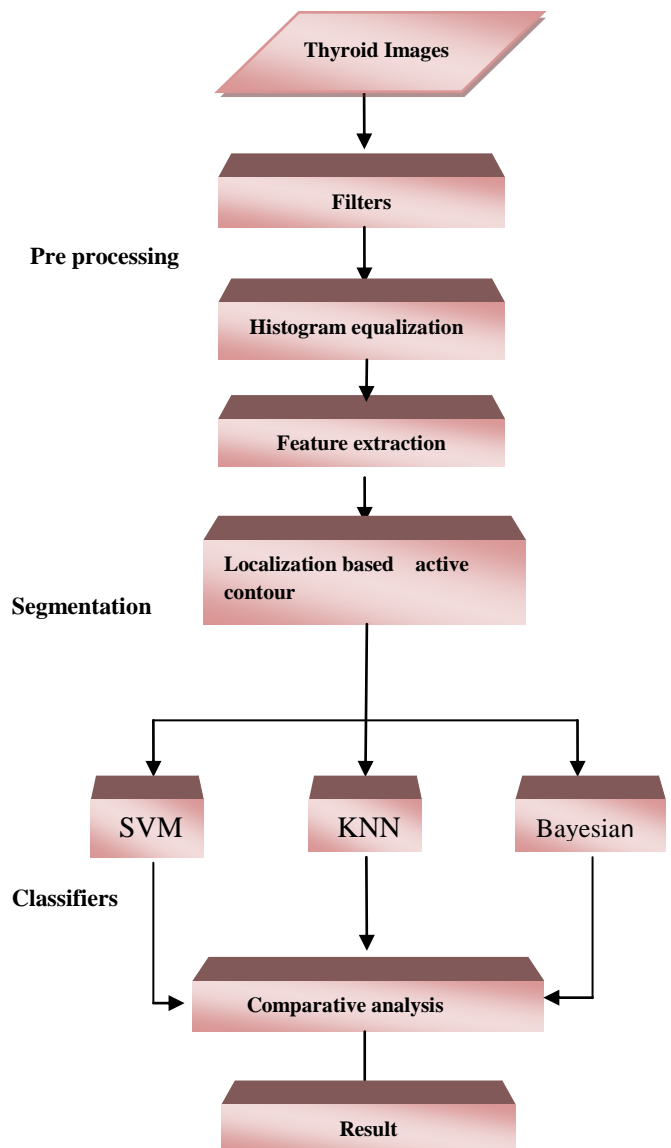 Thyroid Images
Filters
Pre processing
Histogram equalization
Feature extraction
Localization based active
contour
Segmentation
SVM
KNN
Bayesian
Classifiers
Comparative analysis
Result